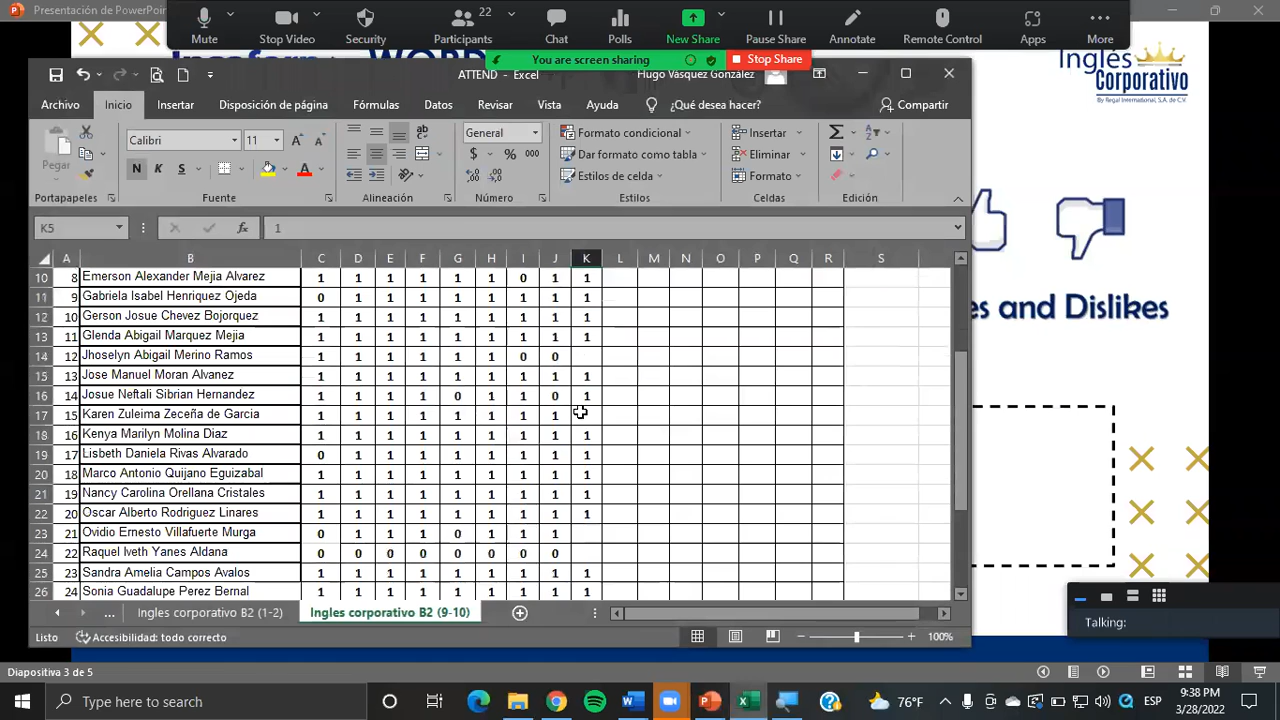 Presentación de PowerPoint
Mute
Stop Video
Security
22
Participants
Chat
Polls
New Share
Pause Share
Annotate
Remote Control
Apps
More
You are screen sharing
Stop Share
ATTEND - Excel
Hugo Vásquez González
Archivo Inicio Insertar Disposición de página Fórmulas Datos Revisar Vista Ayuda ¿Qué desea hacer? Compartir
Pegar
Calibri 11
N K S
General
$ % 000
Formato condicional
Dar formato como tabla
Estilos de celda
Insertar
Eliminar
Formato
Portapapeles Fuente Alineación Número Estilos Celdas Edición
K5 fx 1
A B C D E F G H I J K L M N O P Q R S
10 8 Emerson Alexander Mejia Alvarez 1 1 1 1 1 1 0 1 1
11 9 Gabriela Isabel Henriquez Ojeda 0 1 1 1 1 1 1 1 1
12 10 Gerson Josue Chevez Bojorquez 1 1 1 1 1 1 1 1 1
13 11 Glenda Abigail Marquez Mejia 1 1 1 1 1 1 1 1 1
14 12 Jhoselyn Abigail Merino Ramos 1 1 1 1 1 1 0 0
15 13 Jose Manuel Moran Alvanez 1 1 1 1 1 1 1 1 1
16 14 Josue Neftali Sibrian Hernandez 1 1 1 1 0 1 1 0 1
17 15 Karen Zuleima Zeceña de Garcia 1 1 1 1 1 1 1 1
18 16 Kenya Marilyn Molina Diaz 1 1 1 1 1 1 1 1 1
19 17 Lisbeth Daniela Rivas Alvarado 0 1 1 1 1 1 1 1 1
20 18 Marco Antonio Quijano Eguizabal 1 1 1 1 1 1 1 1 1
21 19 Nancy Carolina Orellana Cristales 1 1 1 1 1 1 1 1 1
22 20 Oscar Alberto Rodriguez Linares 1 1 1 1 1 1 1 1 1
23 21 Ovidio Ernesto Villafuerte Murga 0 1 1 1 0 1 1 1
24 22 Raquel Iveth Yanes Aldana 0 0 0 0 0 0 0 0
25 23 Sandra Amelia Campos Avalos 1 1 1 1 1 1 1 1 1
26 24 Sonia Guadalupe Perez Bernal 1 1 1 1 1 1 1 1 1
... Ingles corporativo B2 (1-2) Ingles corporativo B2 (9-10)
Listo Accesibilidad: todo correcto 100%
Inglés
Corporativo
By Regal International, S.A. de C.V.
es and Dislikes
Talking:
Diapositiva 3 de 5
Type here to search
76°F
ESP
9:38 PM
3/28/2022